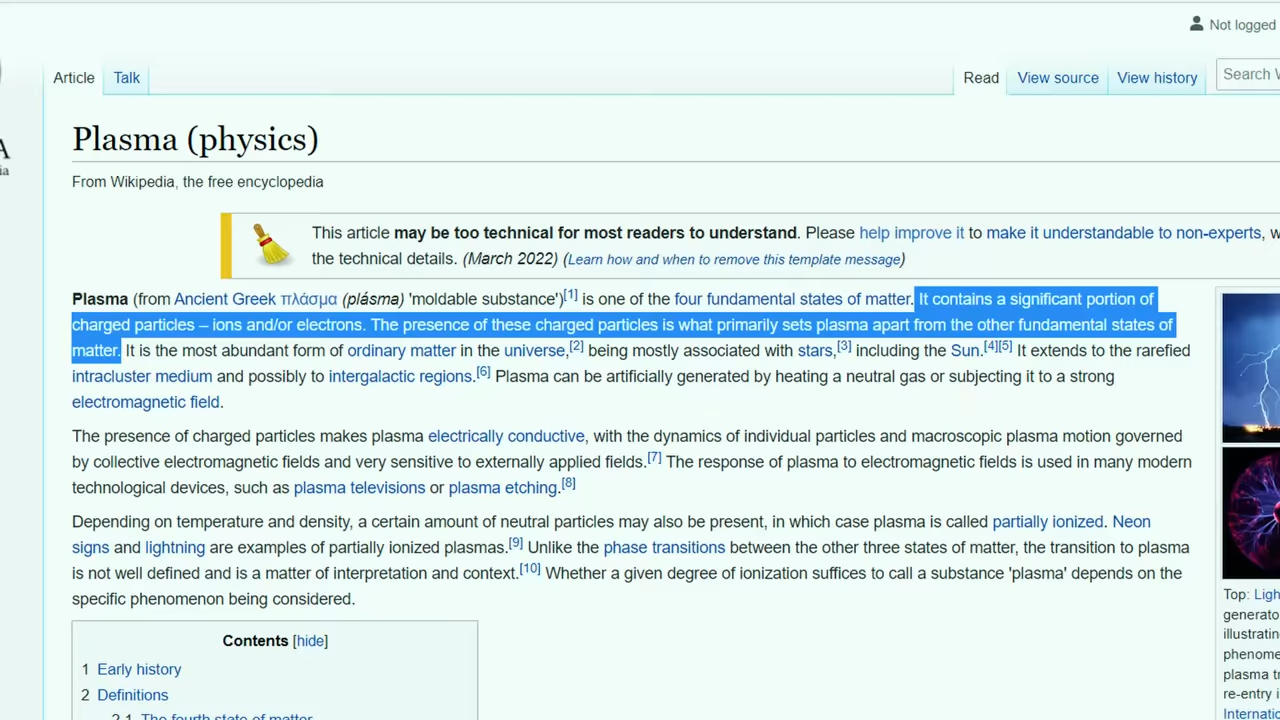 Not logged
Article Talk Read View source View history Search W
A
ia
Plasma (physics)
From Wikipedia, the free encyclopedia
This article may be too technical for most readers to understand. Please help improve it to make it understandable to non-experts, w
the technical details. (March 2022) (Learn how and when to remove this template message)
Plasma (from Ancient Greek πλάσμα (plásma) 'moldable substance')[1] is one of the four fundamental states of matter. It contains a significant portion of
charged particles – ions and/or electrons. The presence of these charged particles is what primarily sets plasma apart from the other fundamental states of
matter. It is the most abundant form of ordinary matter in the universe,[2] being mostly associated with stars,[3] including the Sun.[4][5] It extends to the rarefied
intracluster medium and possibly to intergalactic regions.[6] Plasma can be artificially generated by heating a neutral gas or subjecting it to a strong
electromagnetic field.
The presence of charged particles makes plasma electrically conductive, with the dynamics of individual particles and macroscopic plasma motion governed
by collective electromagnetic fields and very sensitive to externally applied fields.[7] The response of plasma to electromagnetic fields is used in many modern
technological devices, such as plasma televisions or plasma etching.[8]
Depending on temperature and density, a certain amount of neutral particles may also be present, in which case plasma is called partially ionized. Neon
signs and lightning are examples of partially ionized plasmas.[9] Unlike the phase transitions between the other three states of matter, the transition to plasma
is not well defined and is a matter of interpretation and context.[10] Whether a given degree of ionization suffices to call a substance 'plasma' depends on the
specific phenomenon being considered.
Contents [hide]
1 Early history
2 Definitions
2.1 The fourth state of matter
Top: Ligh
generato
illustratin
phenome
plasma tr
re-entry i
Internatio